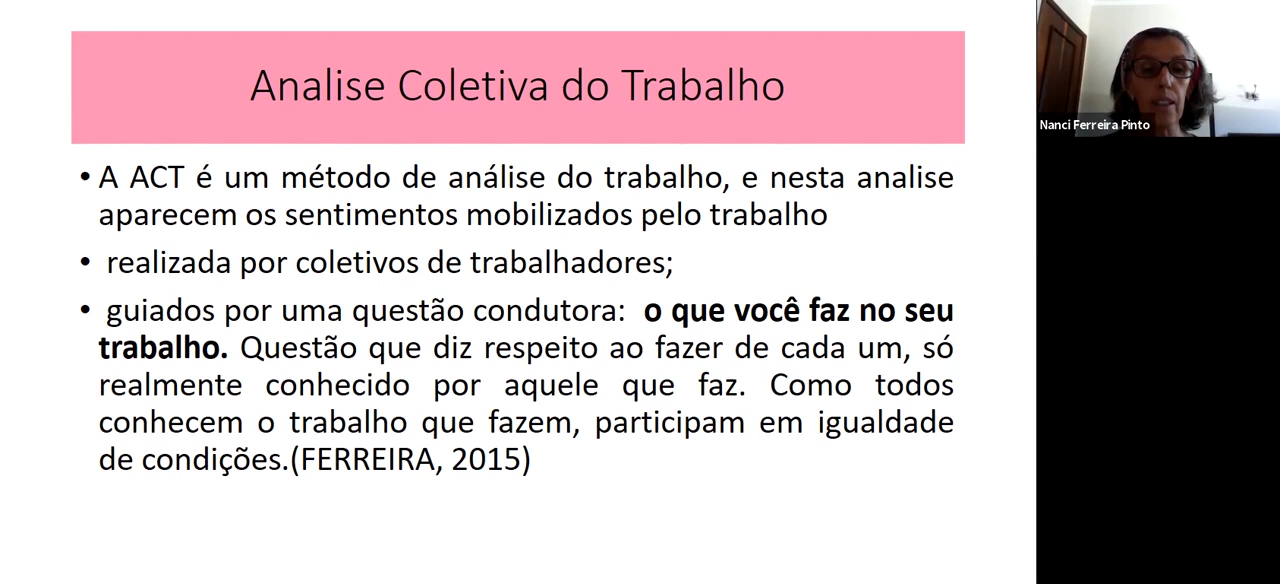 Analise Coletiva do Trabalho
• A ACT é um método de análise do trabalho, e nesta analise
aparecem os sentimentos mobilizados pelo trabalho
• realizada por coletivos de trabalhadores;
• guiados por uma questão condutora: o que você faz no seu
trabalho. Questão que diz respeito ao fazer de cada um, só
realmente conhecido por aquele que faz. Como todos
conhecem o trabalho que fazem, participam em igualdade
de condições.(FERREIRA, 2015)
Nanci Ferreira Pinto